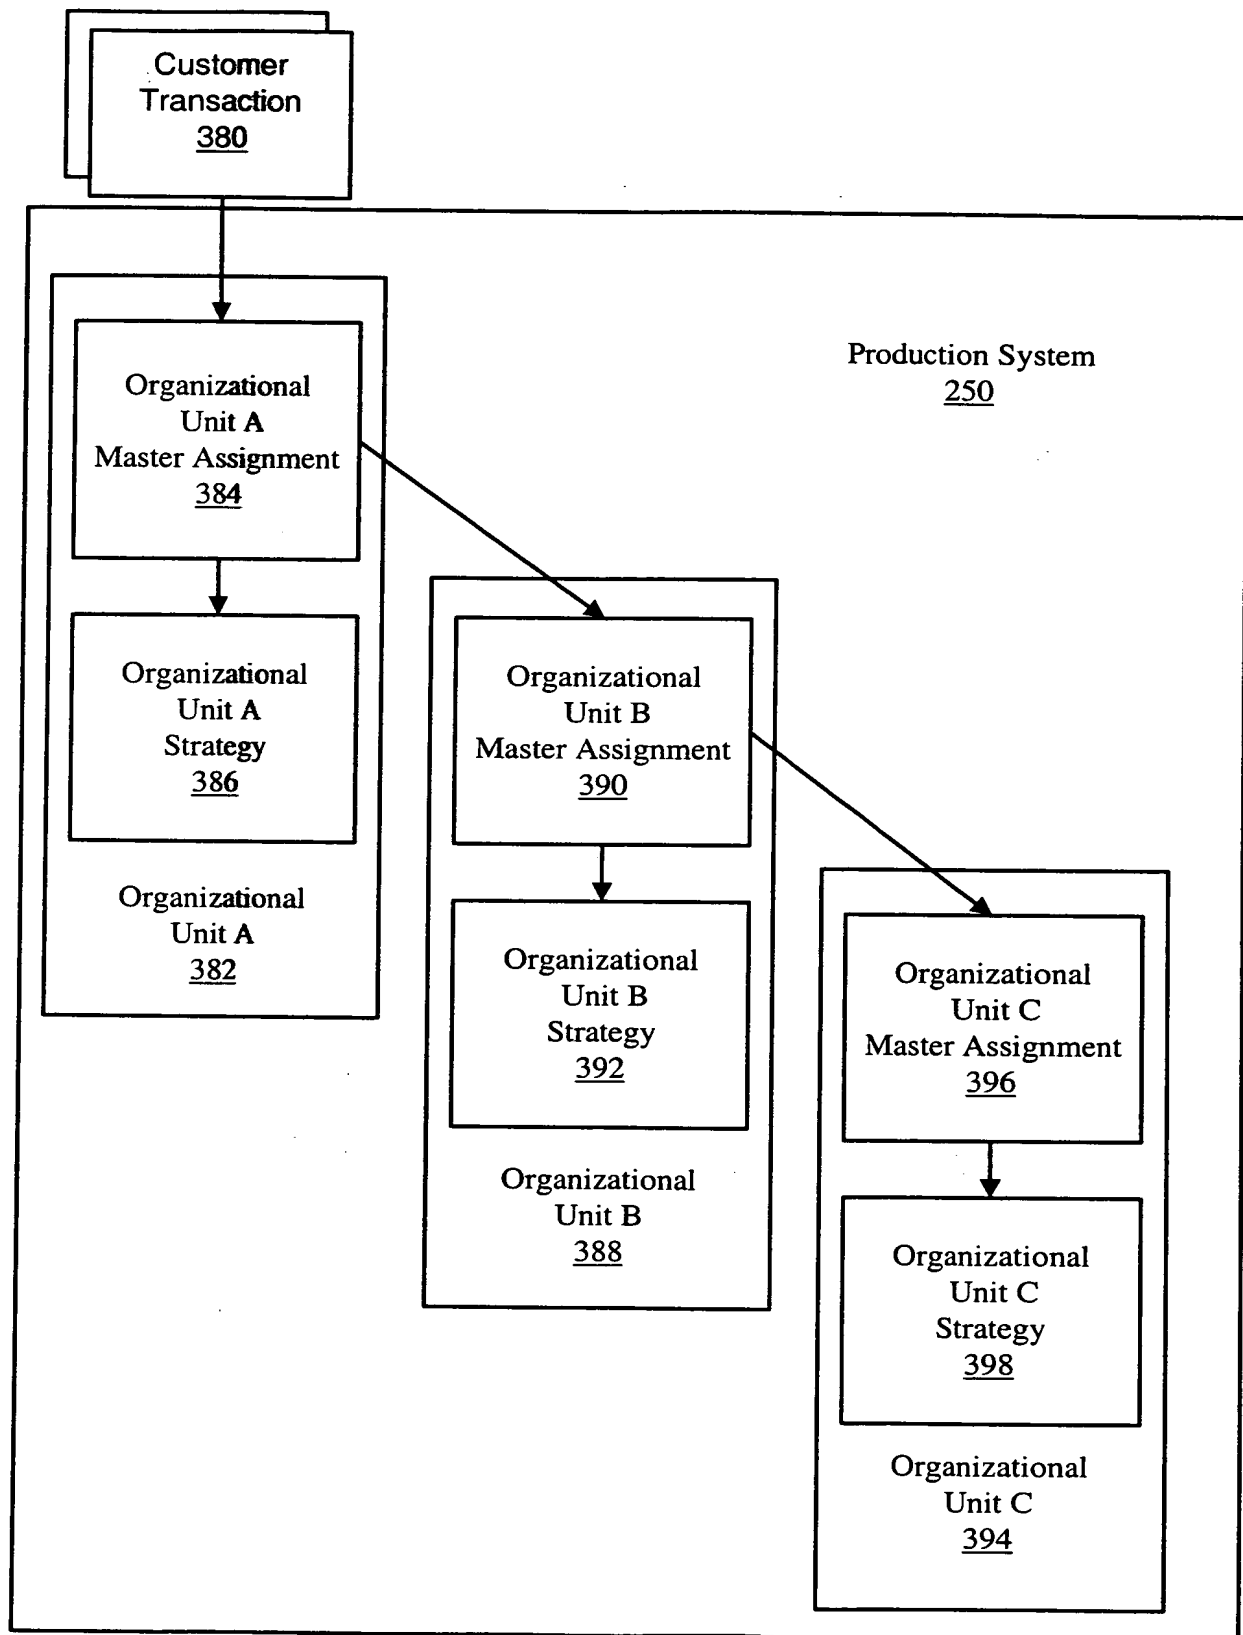 Customer
Transaction
380
Production System
250
Organizational
Unit A
Master Assignment
384
Organizational
Unit A
Strategy
386
Organizational
Unit A
382
Organizational
Unit B
Master Assignment
390
Organizational
Unit B
Strategy
392
Organizational
Unit B
388
Organizational
Unit C
Master Assignment
396
Organizational
Unit C
Strategy
398
Organizational
Unit C
394